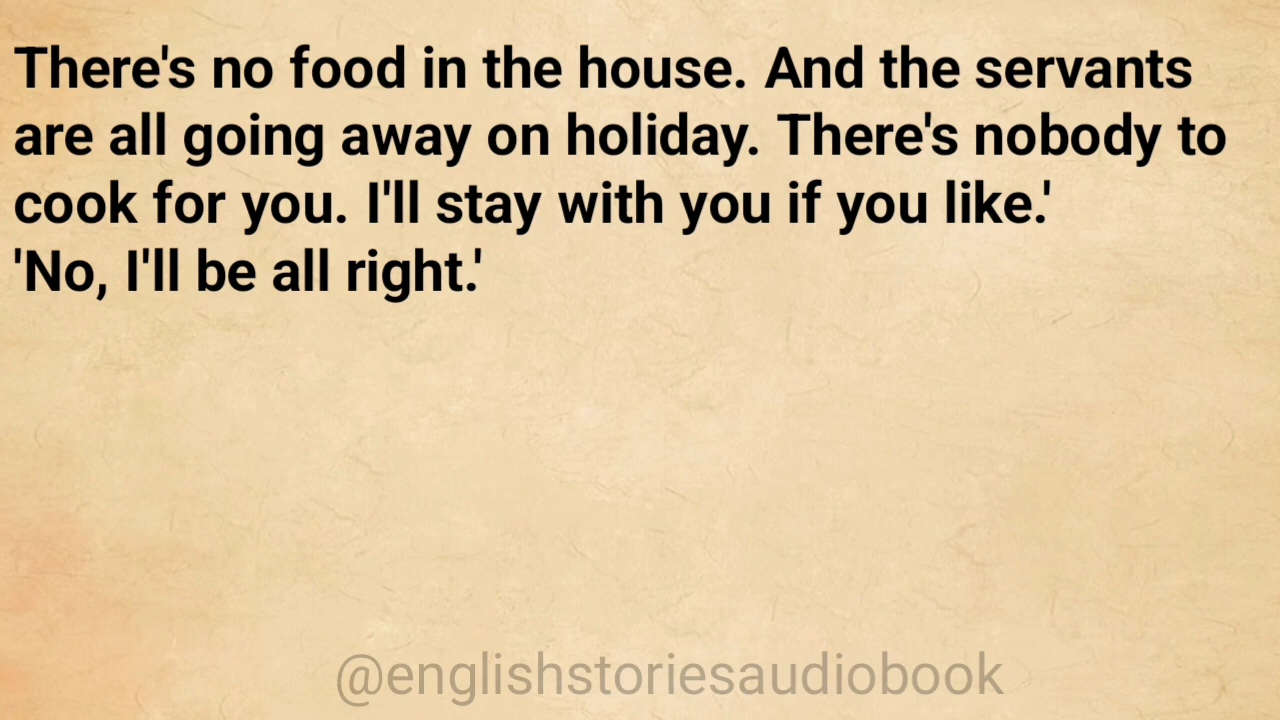 There's no food in the house. And the servants
are all going away on holiday. There's nobody to
cook for you. I'll stay with you if you like.'
'No, I'll be all right.'
@englishstoriesaudiobook